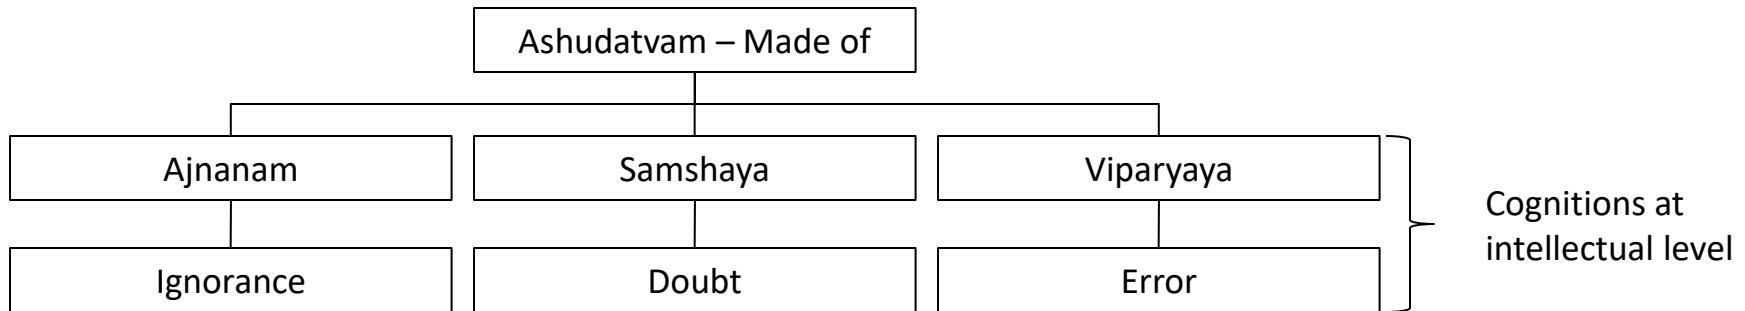 Ashudatvam – Made of
Ajnanam
Samshaya
Viparyaya
Ignorance
Doubt
Error
Cognitions at
intellectual level